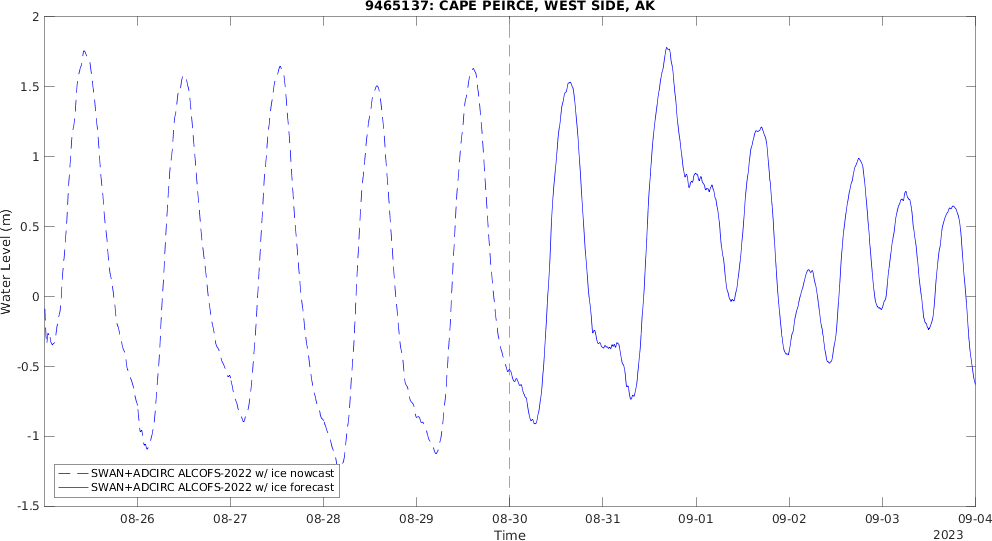 9465137: CAPE PEIRCE, WEST SIDE, AK
2
1.5
1
0.5
0
-0.5
-1
-1.5
Water Level (m)
SWAN+ADCIRC ALCOFS-2022 w/ ice nowcast
SWAN+ADCIRC ALCOFS-2022 w/ ice forecast
08-26 08-27 08-28 08-29 08-30 08-31 09-01 09-02 09-03 09-04
Time
2023